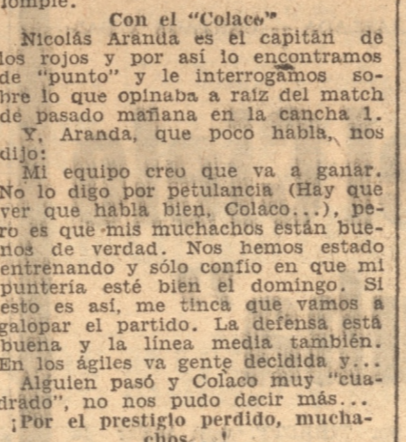 Con el "Colaco"
Nicolás Aranda es el capitán de
los rojos y por así lo encontramos
de "punto" y le interrogamos so-
bre lo que opinaba a raiz del match
de pasado mañana en la cancha 1.
Y, Aranda, que poco habla, nos
dijo:
Mi equipo creo que va a ganar.
No lo digo por petulancia (Hay que
ver que habla bien, Colaco...), pe-
ro es que mis muchachos están bue-
nos de verdad. Nos hemos estado
entrenando y sólo confío en que mi
puntería esté bien el domingo. Si
esto es así, me tinca que vamos a
galopar el partido. La defensa está
buena y la línea media también.
En los ágiles va gente decidida y...
Alguien pasó y Colaco muy "cua-
drado", no nos pudo decir más...
¡Por el prestigio perdido, mucha-
chos...!